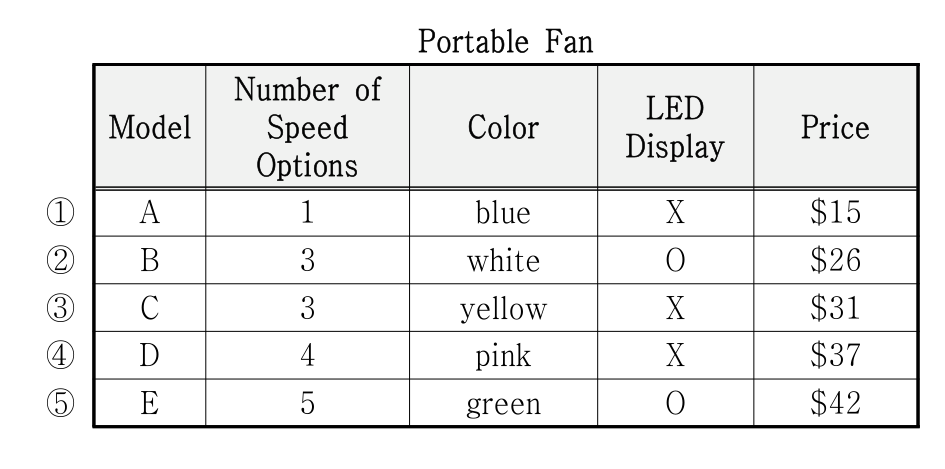 Portable Fan
Model Number of Speed Options Color LED Display Price
① A 1 blue X $15
② B 3 white O $26
③ C 3 yellow X $31
④ D 4 pink X $37
⑤ E 5 green O $42